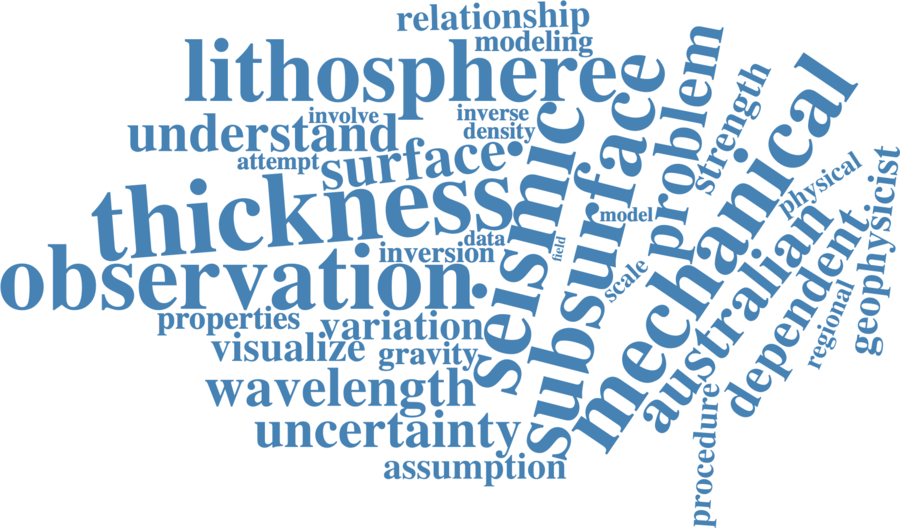 relationship
modeling
lithospheree
involve
inverse
understand
density
attempt
surface
thickness
seismic
subsurface
problem
strength
mechanical
model
physical
data
inversion
field
observation
scale
australian
dependent
geophysicist
properties
variation
regional
visualize
gravity
wavelength
uncertainty
assumption
procedure